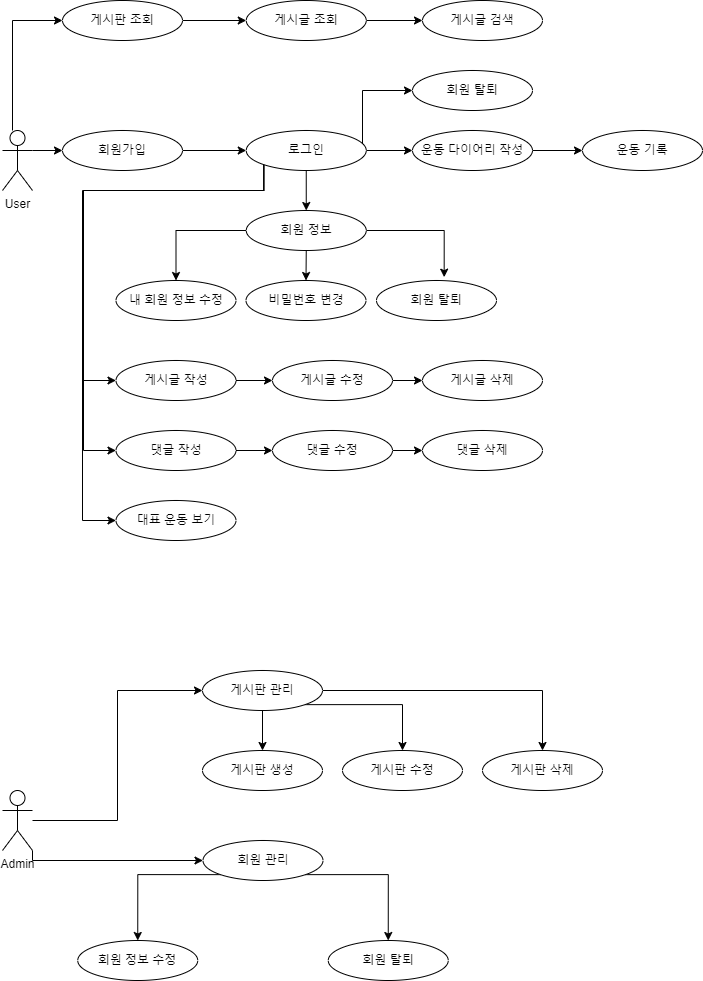 게시판 조회
게시글 조회
게시글 검색
회원 탈퇴
회원가입
로그인
운동 다이어리 작성
운동 기록
User
회원 정보
내 회원 정보 수정
비밀번호 변경
회원 탈퇴
게시글 작성
게시글 수정
게시글 삭제
댓글 작성
댓글 수정
댓글 삭제
대표 운동 보기
게시판 관리
게시판 생성
게시판 수정
게시판 삭제
Admin
회원 관리
회원 정보 수정
회원 탈퇴